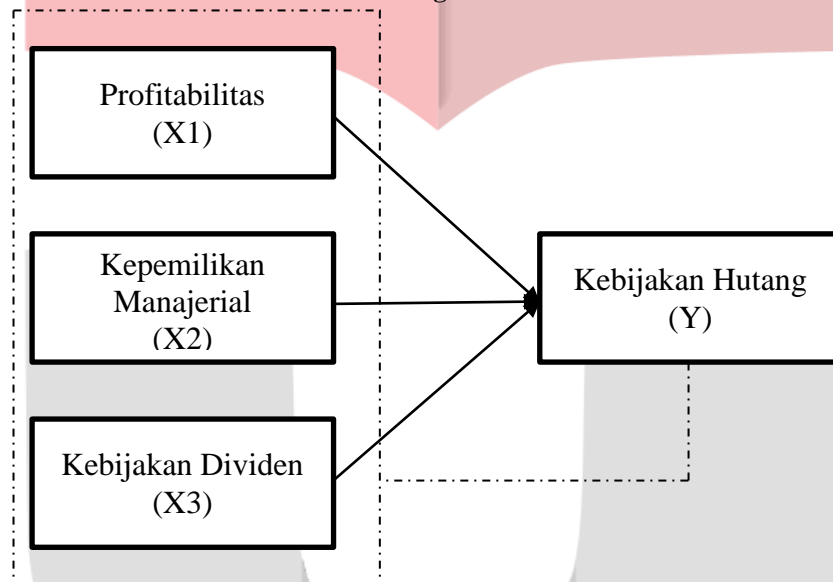 Profitabilitas
(X1)
Kepemilikan
Manajerial
(X2)
Kebijakan Hutang
(Y)
Kebijakan Dividen
(X3)